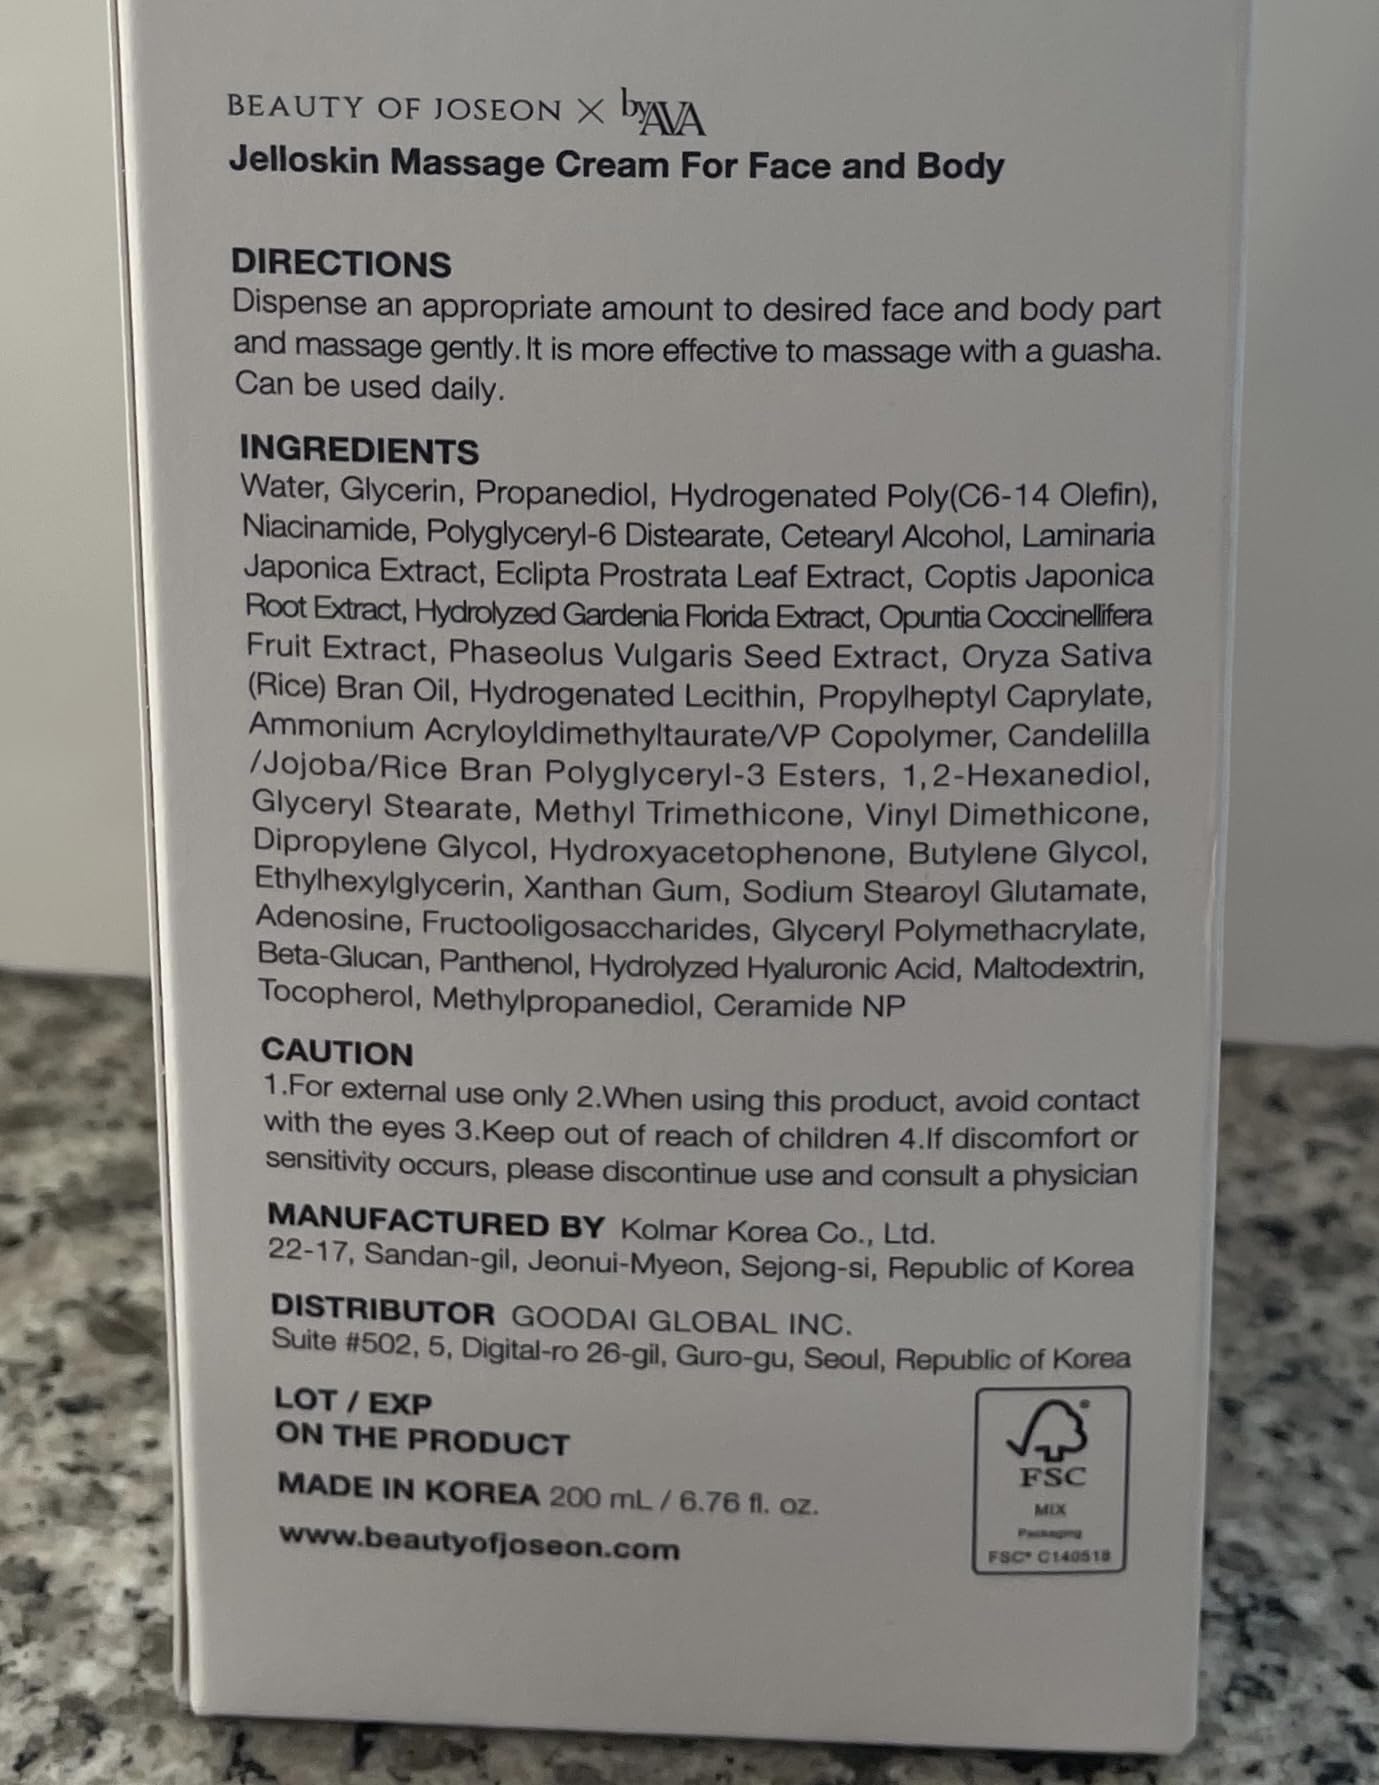 BEAUTY OF JOSEON X byAVA
Jelloskin Massage Cream For Face and Body
DIRECTIONS
Dispense an appropriate amount to desired face and body part
and massage gently. It is more effective to massage with a guasha.
Can be used daily.
INGREDIENTS
Water, Glycerin, Propanediol, Hydrogenated Poly(C6-14 Olefin),
Niacinamide, Polyglyceryl-6 Distearate, Cetearyl Alcohol, Laminaria
Japonica Extract, Eclipta Prostrata Leaf Extract, Coptis Japonica
Root Extract, Hydrolyzed Gardenia Florida Extract, Opuntia Coccinellifera
Fruit Extract, Phaseolus Vulgaris Seed Extract, Oryza Sativa
(Rice) Bran Oil, Hydrogenated Lecithin, Propylheptyl Caprylate,
Ammonium Acryloyldimethyltaurate/VP Copolymer, Candelilla
/Jojoba/Rice Bran Polyglyceryl-3 Esters, 1,2-Hexanediol,
Glyceryl Stearate, Methyl Trimethicone, Vinyl Dimethicone,
Dipropylene Glycol, Hydroxyacetophenone, Butylene Glycol,
Ethylhexylglycerin, Xanthan Gum, Sodium Stearoyl Glutamate,
Adenosine, Fructooligosaccharides, Glyceryl Polymethacrylate,
Beta-Glucan, Panthenol, Hydrolyzed Hyaluronic Acid, Maltodextrin,
Tocopherol, Methylpropanediol, Ceramide NP
CAUTION
1.For external use only 2.When using this product, avoid contact
with the eyes 3.Keep out of reach of children 4.If discomfort or
sensitivity occurs, please discontinue use and consult a physician
MANUFACTURED BY Kolmar Korea Co., Ltd.
22-17, Sandan-gil, Jeonui-Myeon, Sejong-si, Republic of Korea
DISTRIBUTOR GOODAI GLOBAL INC.
Suite #502, 5, Digital-ro 26-gil, Guro-gu, Seoul, Republic of Korea
LOT / EXP
ON THE PRODUCT
MADE IN KOREA 200 mL / 6.76 fl. oz.
www.beautyofjoseon.com
FSC
MIX
Packaging
FSC® C140518